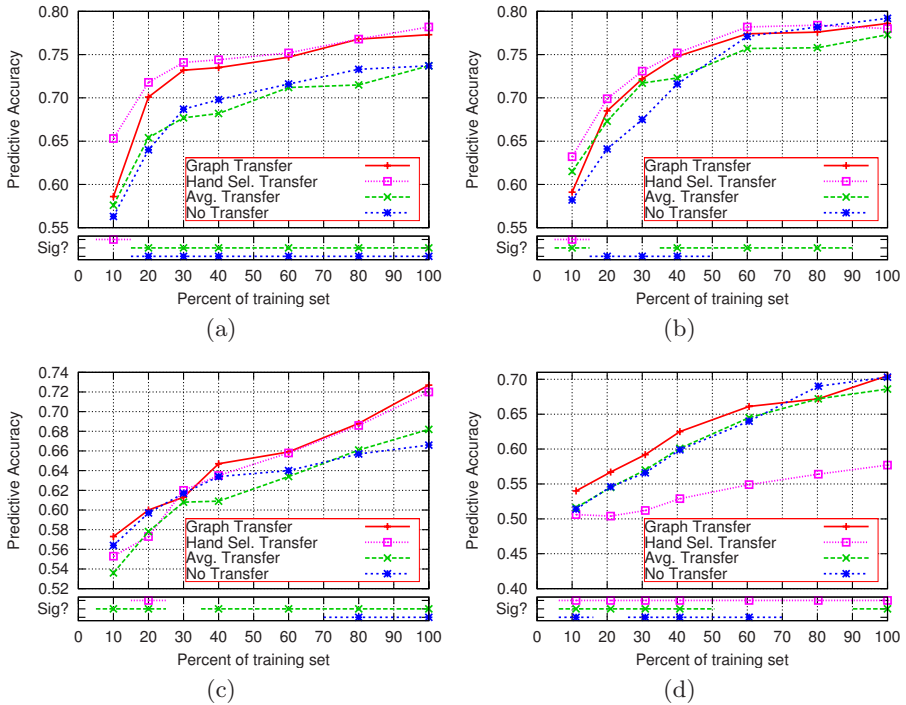 0.80
0.75
0.70
0.65
0.60
0.55
Predictive Accuracy
Graph Transfer
Hand Sel. Transfer
Avg. Transfer
No Transfer
Sig?
0 10 20 30 40 50 60 70 80 90 100
Percent of training set
(a)
0.80
0.75
0.70
0.65
0.60
0.55
Predictive Accuracy
Graph Transfer
Hand Sel. Transfer
Avg. Transfer
No Transfer
Sig?
0 10 20 30 40 50 60 70 80 90 100
Percent of training set
(b)
0.74
0.72
0.70
0.68
0.66
0.64
0.62
0.60
0.58
0.56
0.54
0.52
Predictive Accuracy
Graph Transfer
Hand Sel. Transfer
Avg. Transfer
No Transfer
Sig?
0 10 20 30 40 50 60 70 80 90 100
Percent of training set
(c)
0.70
0.65
0.60
0.55
0.50
0.45
0.40
Predictive Accuracy
Graph Transfer
Hand Sel. Transfer
Avg. Transfer
No Transfer
Sig?
0 10 20 30 40 50 60 70 80 90 100
Percent of training set
(d)